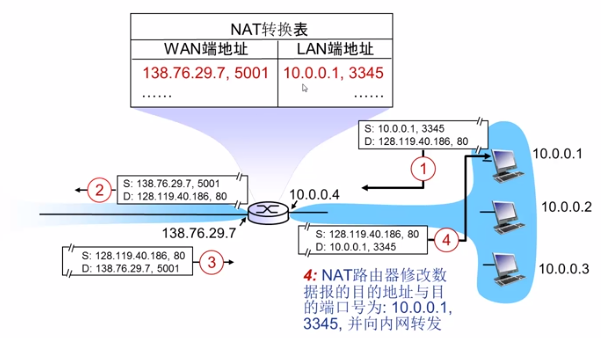 NAT转换表
WAN端地址 LAN端地址
138.76.29.7, 5001 10.0.0.1, 3345
…… ……
S: 10.0.0.1, 3345
D: 128.119.40.186, 80
1
10.0.0.1
S: 138.76.29.7, 5001
D: 128.119.40.186, 80
2
10.0.0.4
10.0.0.2
138.76.29.7
S: 128.119.40.186, 80
D: 10.0.0.1, 3345
4
S: 128.119.40.186, 80
D: 138.76.29.7, 5001
3
10.0.0.3
4: NAT路由器修改数
据报的目的地址与目
的端口号为: 10.0.0.1,
3345, 并向内网转发